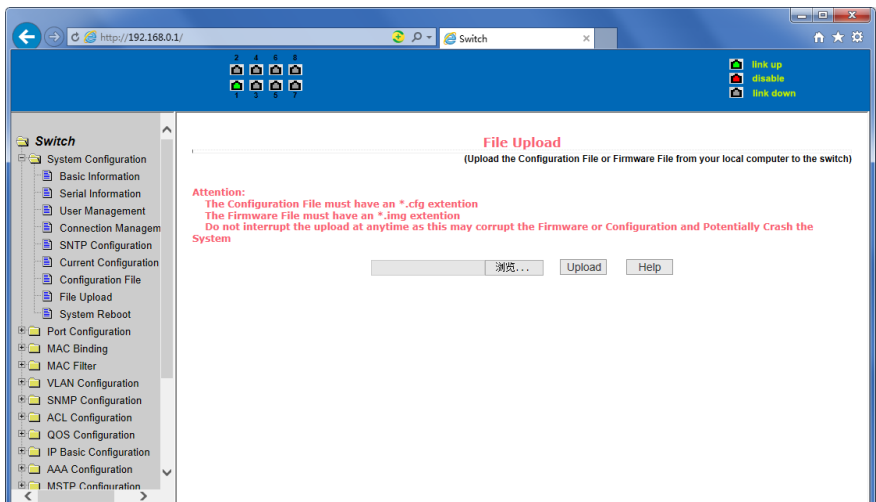 http://192.168.0.1/
Switch
2 4 6 8
1 3 5 7
link up
disable
link down
Switch
System Configuration
Basic Information
Serial Information
User Management
Connection Managem
SNTP Configuration
Current Configuration
Configuration File
File Upload
System Reboot
Port Configuration
MAC Binding
MAC Filter
VLAN Configuration
SNMP Configuration
ACL Configuration
QOS Configuration
IP Basic Configuration
AAA Configuration
MSTP Configuration
File Upload
(Upload the Configuration File or Firmware File from your local computer to the switch)
Attention:
The Configuration File must have an *.cfg extention
The Firmware File must have an *.img extention
Do not interrupt the upload at anytime as this may corrupt the Firmware or Configuration and Potentially Crash the
System
浏览... Upload Help